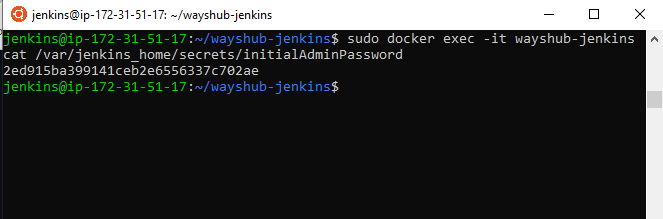 jenkins@ip-172-31-51-17: ~/wayshub-jenkins
jenkins@ip-172-31-51-17:~/wayshub-jenkins$ sudo docker exec -it wayshub-jenkins
cat /var/jenkins_home/secrets/initialAdminPassword
2ed915ba399141ceb2e6556337c702ae
jenkins@ip-172-31-51-17:~/wayshub-jenkins$